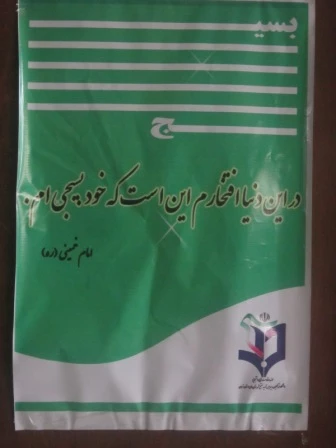 بسیج
در این دنیا افتخارم این است که خود بسیجی ام.
امام خمینی (ره)